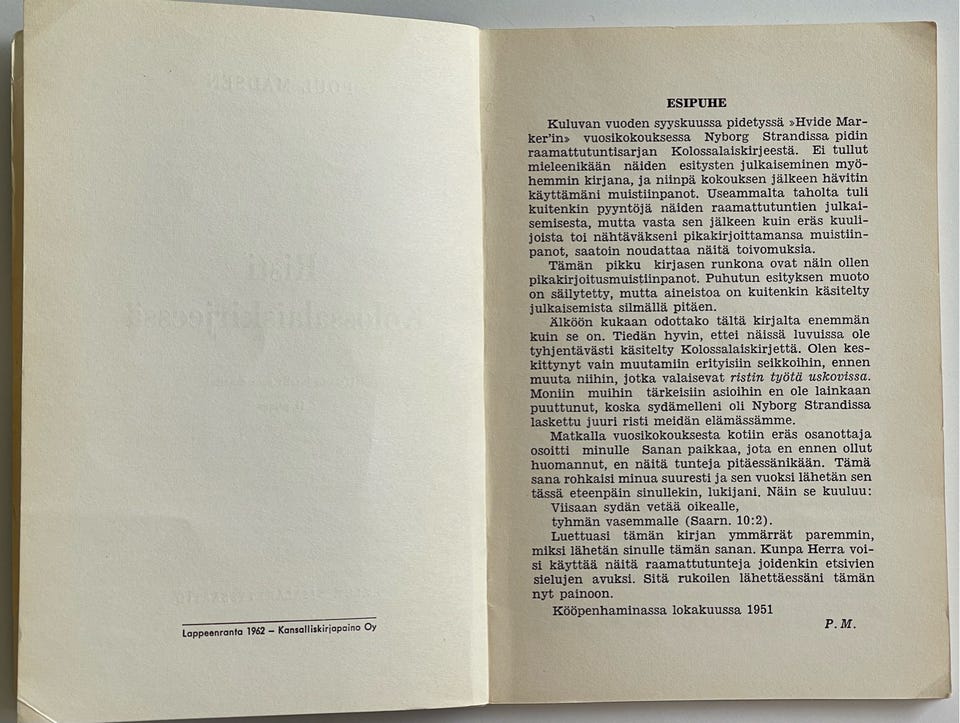 Lappeenranta 1962 — Kansalliskirjapaino Oy
ESIPUHE
Kuluvan vuoden syyskuussa pidetyssä »Hvide Mar-
ker'in» vuosikokouksessa Nyborg Strandissa pidin
raamattutuntisarjan Kolossalaiskirjeestä. Ei tullut
mieleenikään näiden esitysten julkaiseminen myö-
hemmin kirjana, ja niinpä kokouksen jälkeen hävitin
käyttämäni muistiinpanot. Useammalta taholta tuli
kuitenkin pyyntöjä näiden raamattutuntien julkai-
semisesta, mutta vasta sen jälkeen kuin eräs kuuli-
joista toi nähtäväkseni pikakirjoittamansa muistiin-
panot, saatoin noudattaa näitä toivomuksia.
Tämän pikku kirjasen runkona ovat näin ollen
pikakirjoitusmuistiinpanot. Puhutun esityksen muoto
on säilytetty, mutta aineistoa on kuitenkin käsitelty
julkaisemista silmällä pitäen.
Älköön kukaan odottako tältä kirjalta enemmän
kuin se on. Tiedän hyvin, ettei näissä luvuissa ole
tyhjentävästi käsitelty Kolossalaiskirjettä. Olen kes-
kittynyt vain muutamiin erityisiin seikkoihin, ennen
muuta niihin, jotka valaisevat ristin työtä uskovissa.
Moniin muihin tärkeisiin asioihin en ole lainkaan
puuttunut, koska sydämelleni oli Nyborg Strandissa
laskettu juuri risti meidän elämässämme.
Matkalla vuosikokouksesta kotiin eräs osanottaja
osoitti minulle Sanan paikkaa, jota en ennen ollut
huomannut, en näitä tunteja pitäessänikään. Tämä
sana rohkaisi minua suuresti ja sen vuoksi lähetän sen
tässä eteenpäin sinullekin, lukijani. Näin se kuuluu:
Viisaan sydän vetää oikealle,
tyhmän vasemmalle (Saarn. 10:2).
Luettuasi tämän kirjan ymmärrät paremmin,
miksi lähetän sinulle tämän sanan. Kunpa Herra voi-
si käyttää näitä raamattutunteja joidenkin etsivien
sielujen avuksi. Sitä rukoilen lähettäessäni tämän
nyt painoon.
Kööpenhaminassa lokakuussa 1951
P. M.